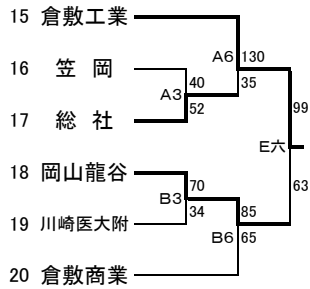 15 倉敷工業
A6 130
16 笠岡
40
35
A3
99
17 総社
52
E六
18 岡山龍谷
70
63
B3
19 川崎医大附
34
85
B6 65
20 倉敷商業